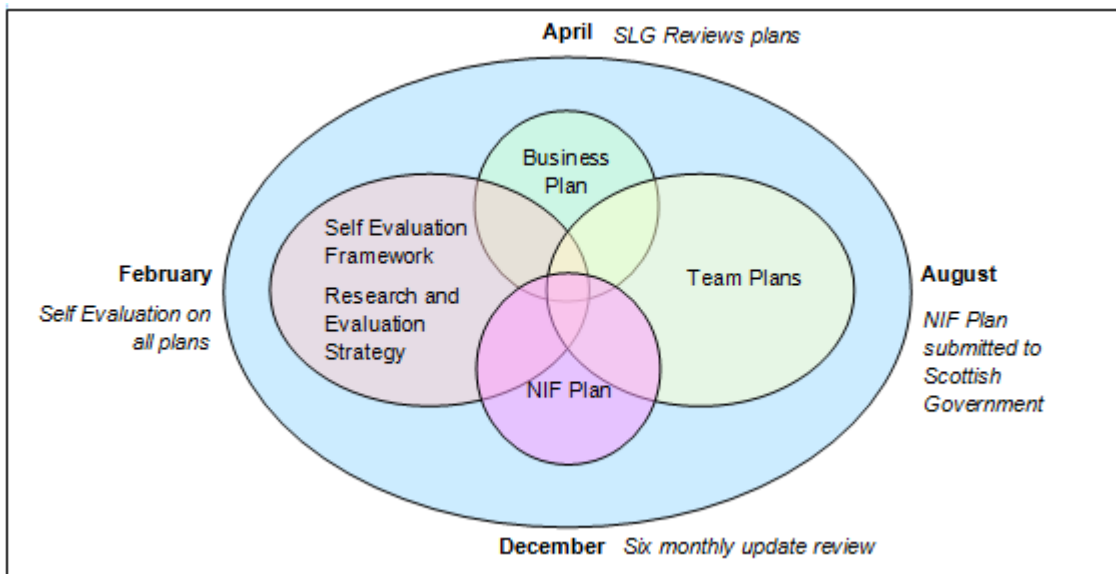 April SLG Reviews plans
Business
Plan
Self Evaluation
Framework
Research and
Evaluation
Strategy
Team Plans
NIF Plan
February
Self Evaluation on
all plans
August
NIF Plan
submitted to
Scottish
Government
December Six monthly update review